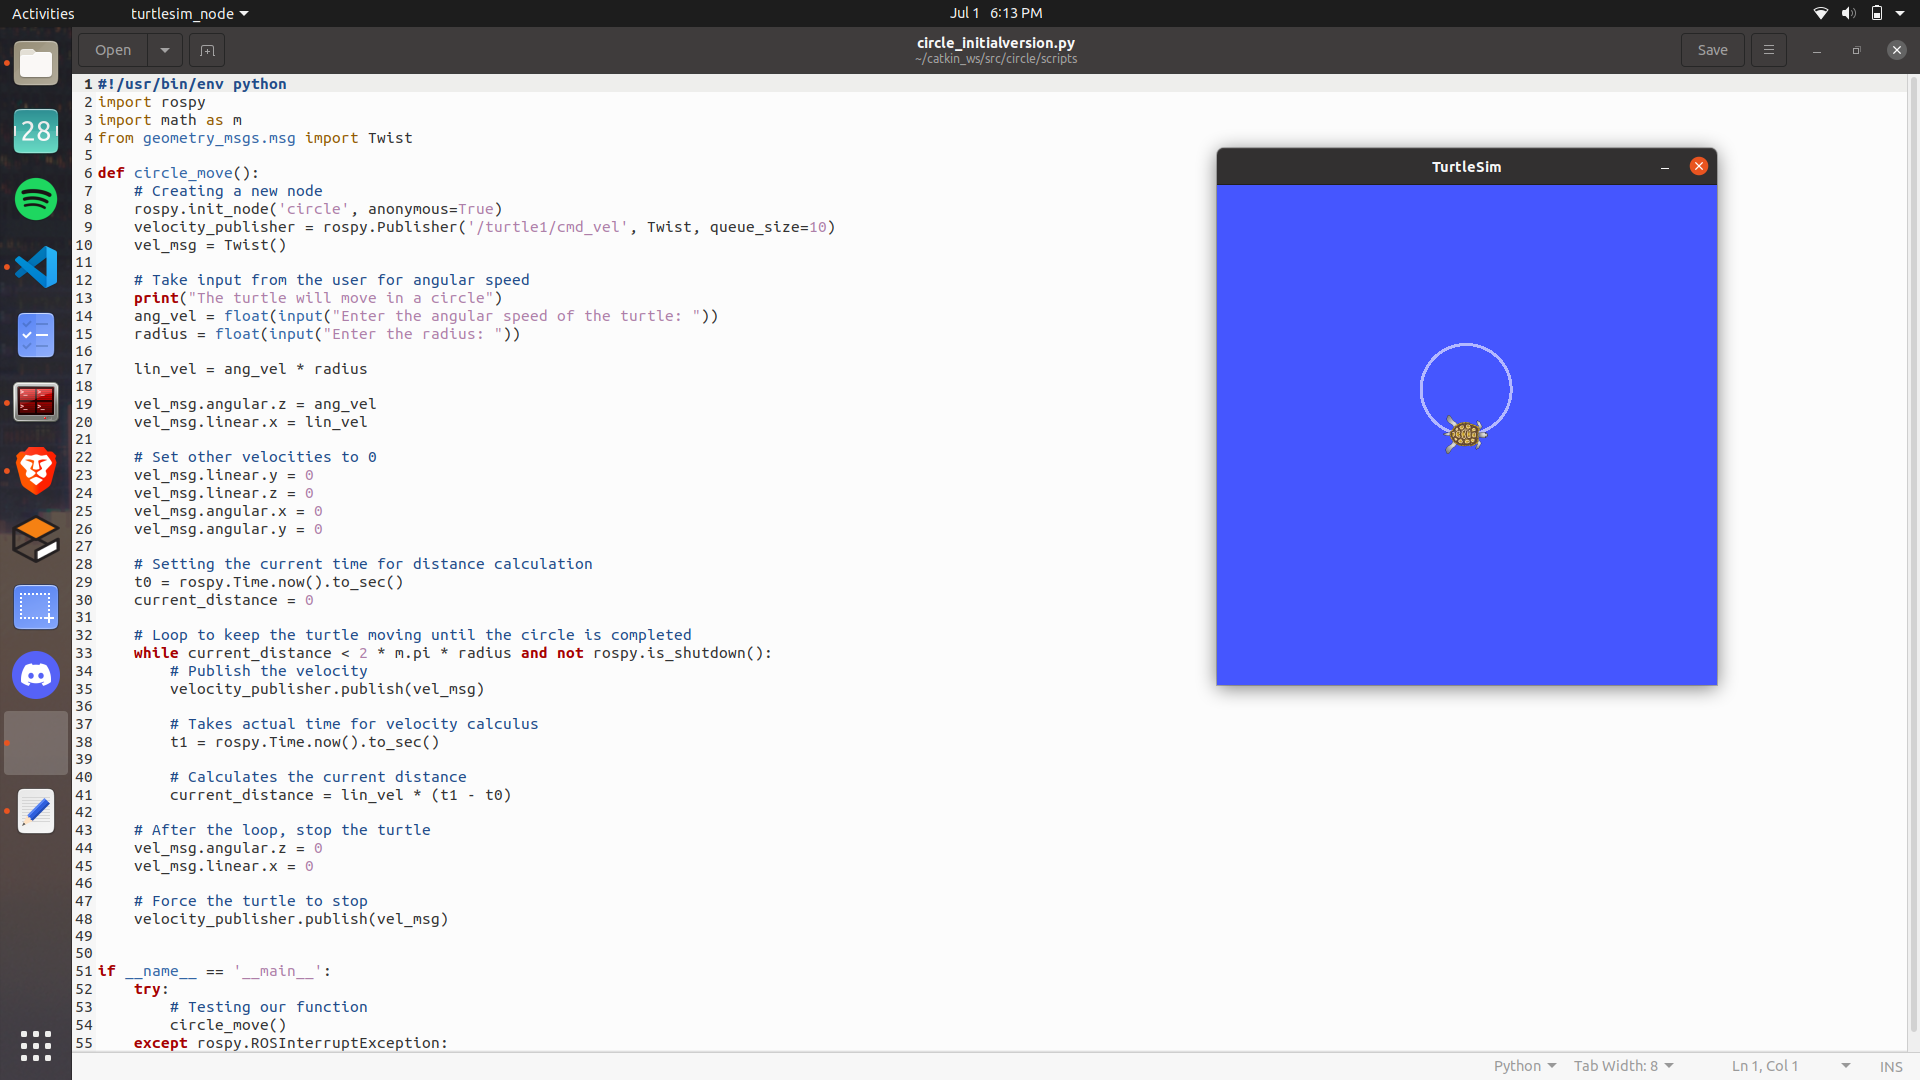 Activities
turtlesim_node
Jul 1 6:13 PM
Open
circle_initialversion.py
~/catkin_ws/src/circle/scripts
Save
28
1 #!/usr/bin/env python
2 import rospy
3 import math as m
4 from geometry_msgs.msg import Twist
5
6 def circle_move():
7     # Creating a new node
8     rospy.init_node('circle', anonymous=True)
9     velocity_publisher = rospy.Publisher('/turtle1/cmd_vel', Twist, queue_size=10)
10     vel_msg = Twist()
11
12     # Take input from the user for angular speed
13     print("The turtle will move in a circle")
14     ang_vel = float(input("Enter the angular speed of the turtle: "))
15     radius = float(input("Enter the radius: "))
16
17     lin_vel = ang_vel * radius
18
19     vel_msg.angular.z = ang_vel
20     vel_msg.linear.x = lin_vel
21
22     # Set other velocities to 0
23     vel_msg.linear.y = 0
24     vel_msg.linear.z = 0
25     vel_msg.angular.x = 0
26     vel_msg.angular.y = 0
27
28     # Setting the current time for distance calculation
29     t0 = rospy.Time.now().to_sec()
30     current_distance = 0
31
32     # Loop to keep the turtle moving until the circle is completed
33     while current_distance < 2 * m.pi * radius and not rospy.is_shutdown():
34         # Publish the velocity
35         velocity_publisher.publish(vel_msg)
36
37         # Takes actual time for velocity calculus
38         t1 = rospy.Time.now().to_sec()
39
40         # Calculates the current distance
41         current_distance = lin_vel * (t1 - t0)
42
43     # After the loop, stop the turtle
44     vel_msg.angular.z = 0
45     vel_msg.linear.x = 0
46
47     # Force the turtle to stop
48     velocity_publisher.publish(vel_msg)
49
50
51 if __name__ == '__main__':
52     try:
53         # Testing our function
54         circle_move()
55     except rospy.ROSInterruptException:
TurtleSim
Python
Tab Width: 8
Ln 1, Col 1
INS